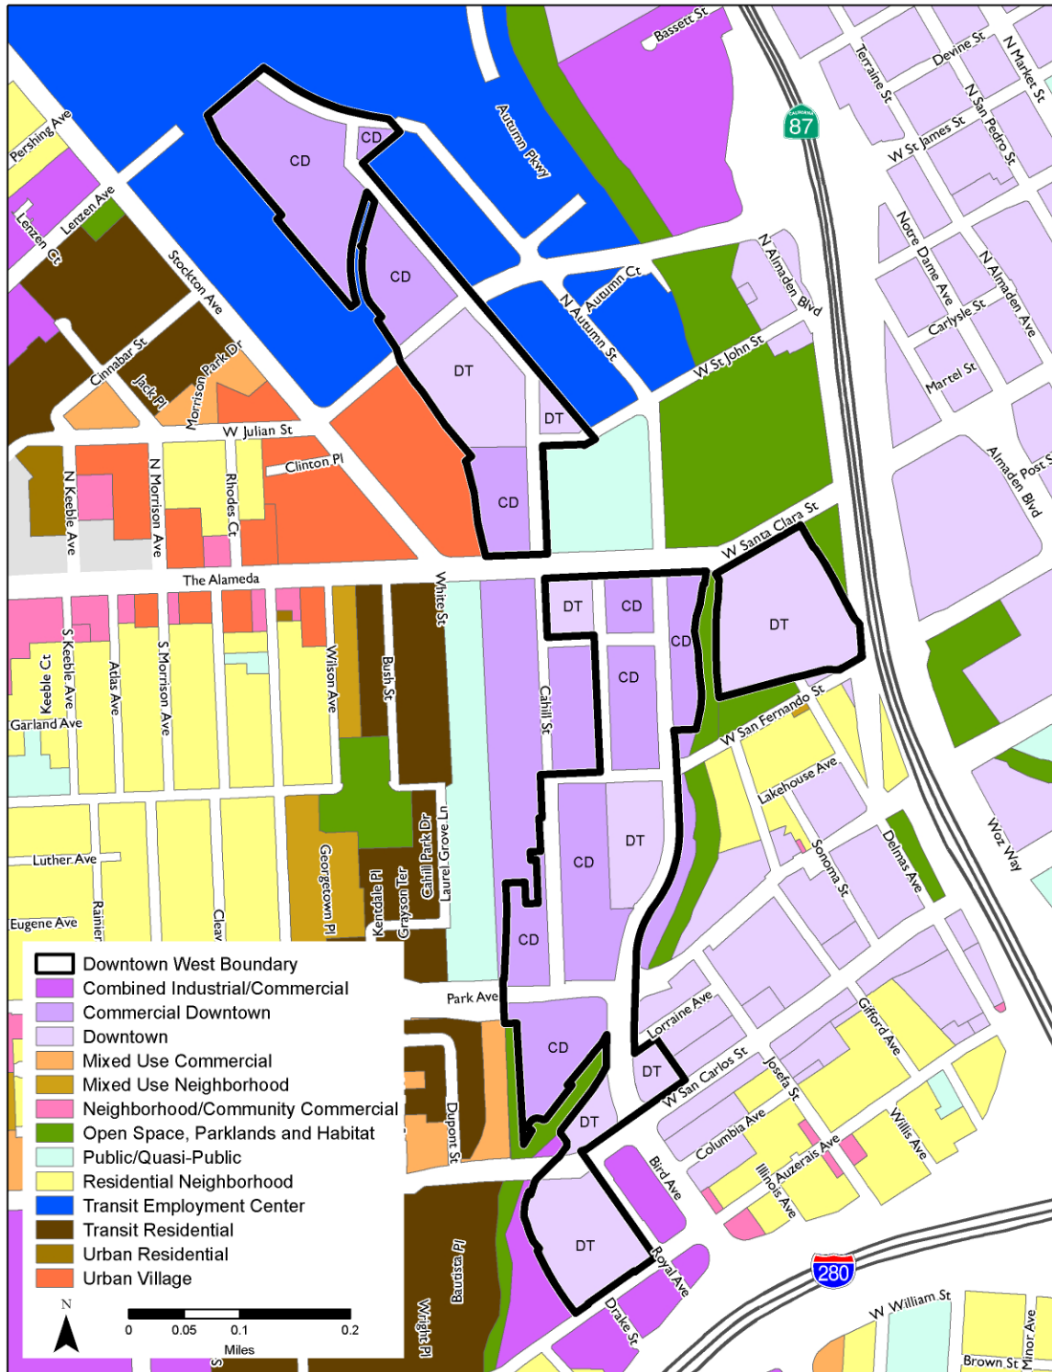 Bassett St
Terraine St
Devine St
N Market St
N San Pedro St
CALIFORNIA
87
W St James St
Pershing Ave
Autumn Pkwy
CD
CD
Lenzen Ave
Lenzen Ct
Notre Dame Ave
N Almaden Ave
N Almaden Blvd
Stockton Ave
CD
Autumn Ct
N Autumn St
Carlysle St
W St John St
Martel St
Cinnabar St
Jack Pl
Morrison Park Dr
DT
DT
W Julian St
Clinton Pl
Almaden Blvd
Post S
N Keeble Ave
N Morrison Ave
Rhodes Ct
CD
W Santa Clara St
The Alameda
White St
DT
CD
CD
DT
CD
Keeble Ct
S Keeble Ave
Atlas Ave
S Morrison Ave
Wilson Ave
Bush St
Cahill St
Garland Ave
W San Fernando St
Lakehouse Ave
Luther Ave
Georgetown Pl
Kentdale Pl
Grayson Ter
Cahill Park Dr
Laurel Grove Ln
CD
DT
Sonoma St
Delmas Ave
Woz Way
Eugene Ave
Rainier
Cleav
CD
Park Ave
Lorraine Ave
Gifford Ave
CD
DT
W San Carlos St
Josefa St
DT
Dupont St
Columbia Ave
Auzerais Ave
Willis Ave
Illinois Ave
Bird Ave
DT
Royal Ave
Drake St
Bautista Pl
Wright Pl
S
280
W William St
Minor Ave
Brown St
Downtown West Boundary
Combined Industrial/Commercial
Commercial Downtown
Downtown
Mixed Use Commercial
Mixed Use Neighborhood
Neighborhood/Community Commercial
Open Space, Parklands and Habitat
Public/Quasi-Public
Residential Neighborhood
Transit Employment Center
Transit Residential
Urban Residential
Urban Village
N
0 0.05 0.1 0.2
Miles